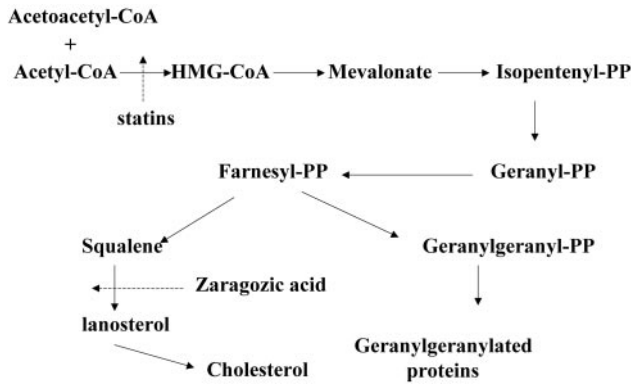 Acetoacetyl-CoA
+
Acetyl-CoA
HMG-CoA
Mevalonate
Isopentenyl-PP
statins
Farnesyl-PP
Geranyl-PP
Squalene
Geranylgeranyl-PP
Zaragozic acid
lanosterol
Cholesterol
Geranylgeranylated
proteins